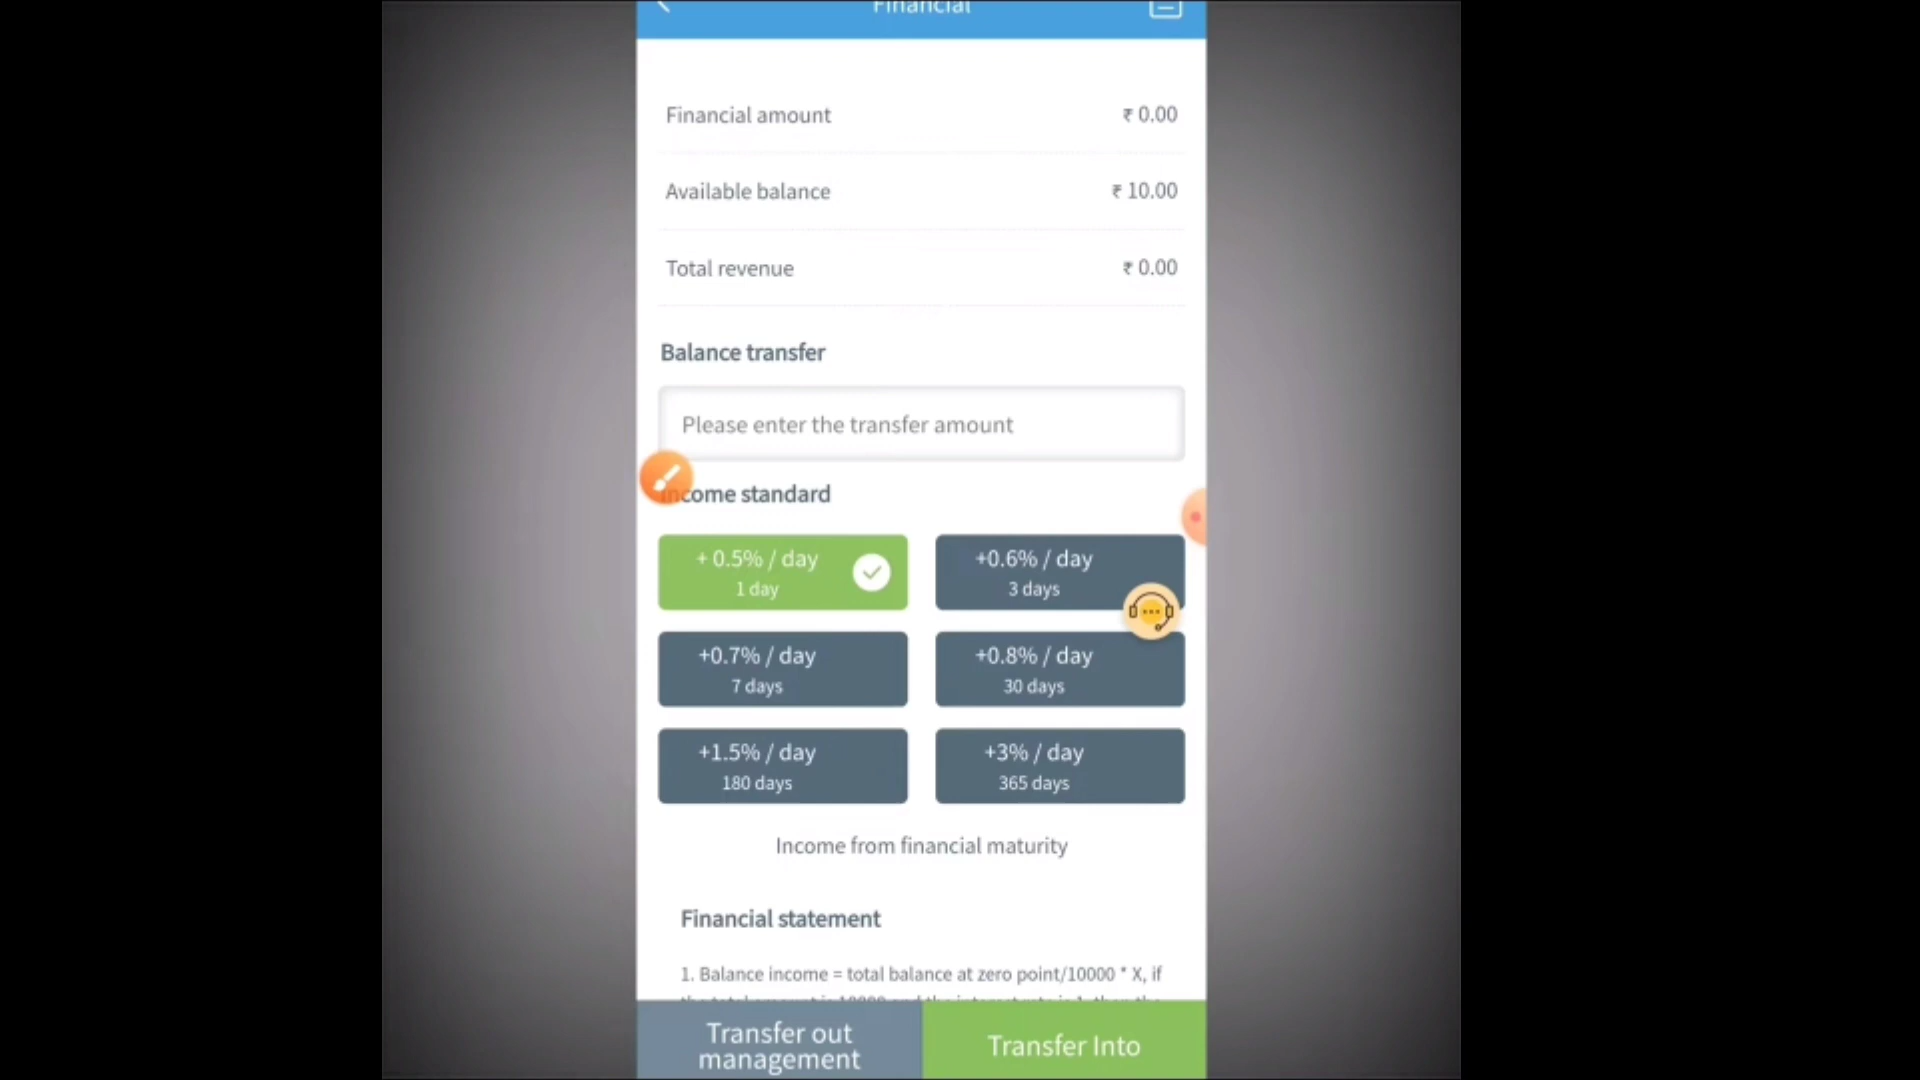 Financial
Financial amount
₹ 0.00
Available balance
₹ 10.00
Total revenue
₹ 0.00
Balance transfer
Please enter the transfer amount
Income standard
+ 0.5% / day
1 day
+0.6% / day
3 days
+0.7% / day
7 days
+0.8% / day
30 days
+1.5% / day
180 days
+3% / day
365 days
Income from financial maturity
Financial statement
1. Balance income = total balance at zero point/10000 * X, if
Transfer out
management
Transfer Into